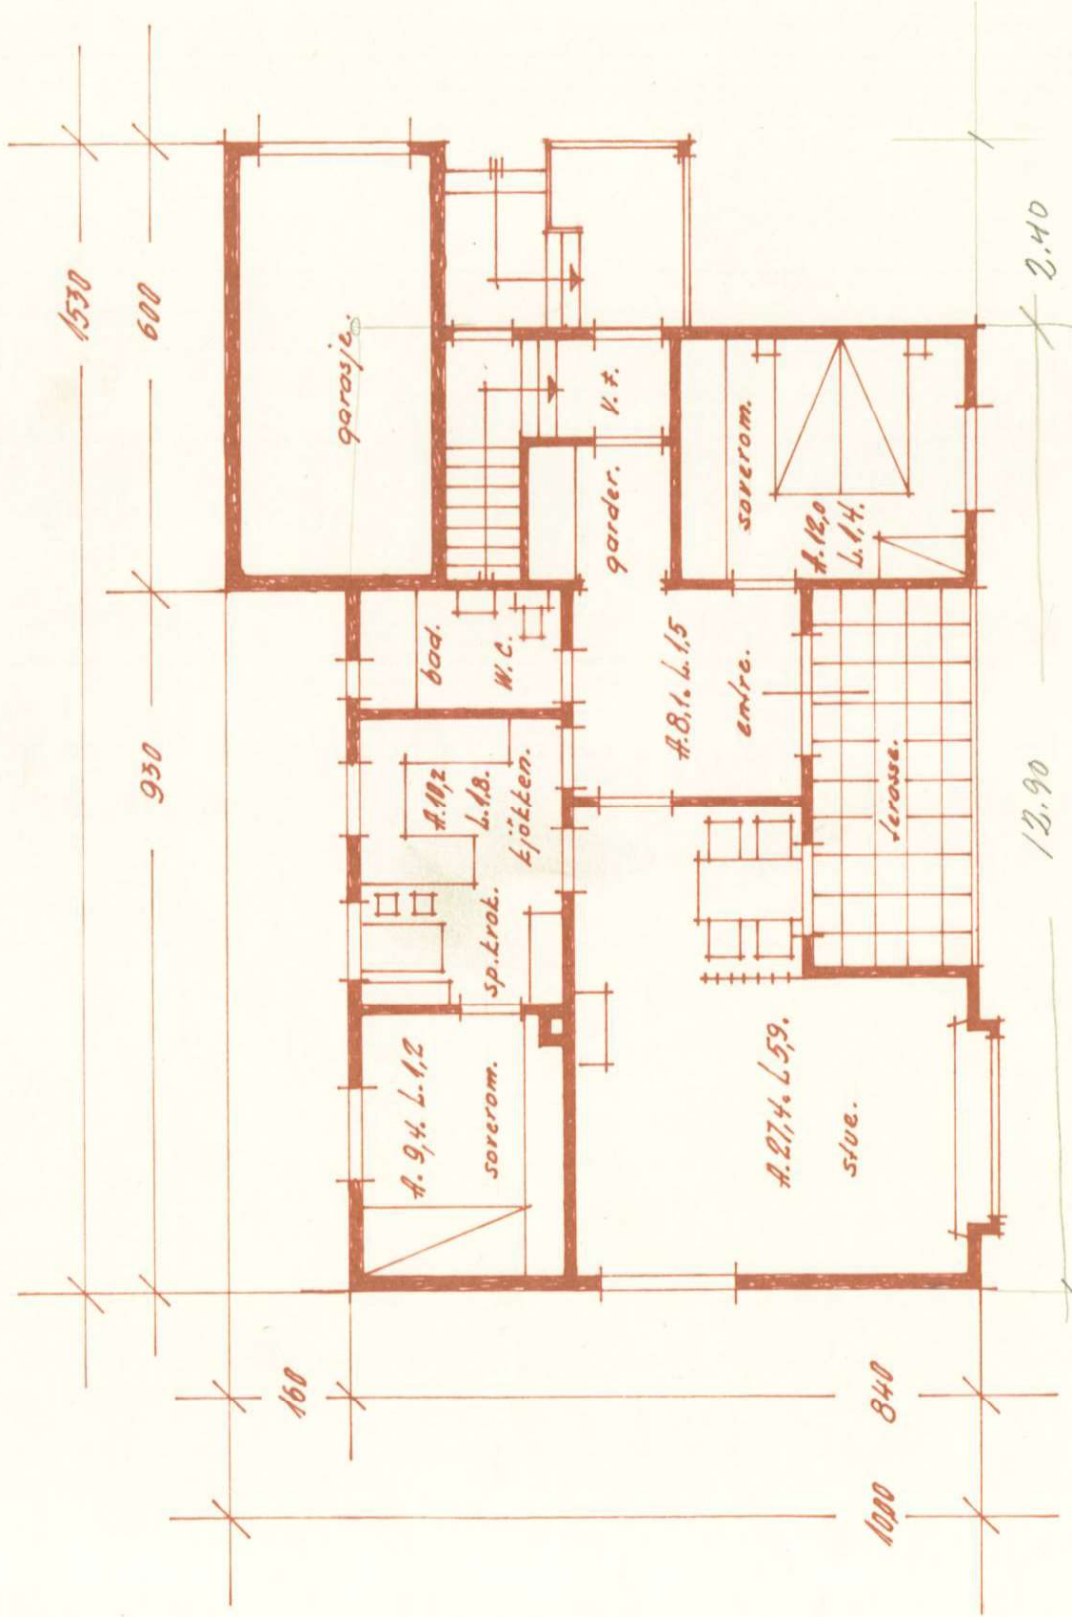 1530
600
930
garasje.
V.F.
garder.
soverom.
A.12,0
L.1,4.
bad.
W.C.
A.8,1. L.1,5
entre.
terosse.
A.10,2
L.1,8.
kjökken.
sp.krok.
A. 9,4. L.1,2
soverom.
A.27,4. L 5,9.
stue.
160
840
1000
2.40
12.90